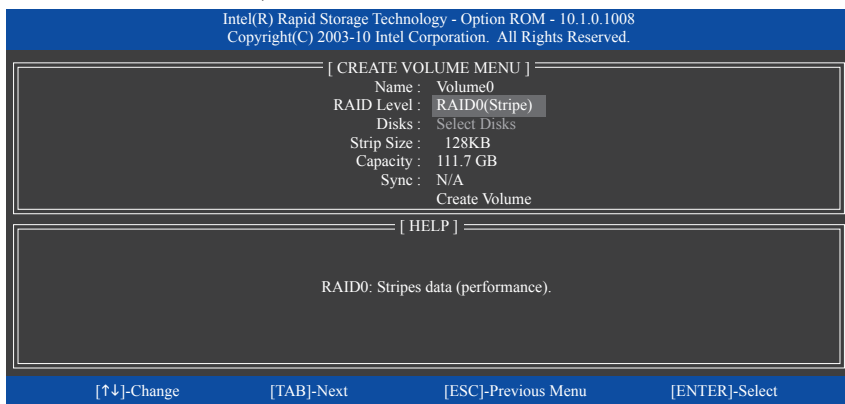 Intel(R) Rapid Storage Technology - Option ROM - 10.1.0.1008
Copyright(C) 2003-10 Intel Corporation.  All Rights Reserved.
[ CREATE VOLUME MENU ]
Name : Volume0
RAID Level : RAID0(Stripe)
Disks : Select Disks
Strip Size : 128KB
Capacity : 111.7 GB
Sync : N/A
Create Volume
[ HELP ]
RAID0: Stripes data (performance).
[↑↓]-Change [TAB]-Next [ESC]-Previous Menu [ENTER]-Select